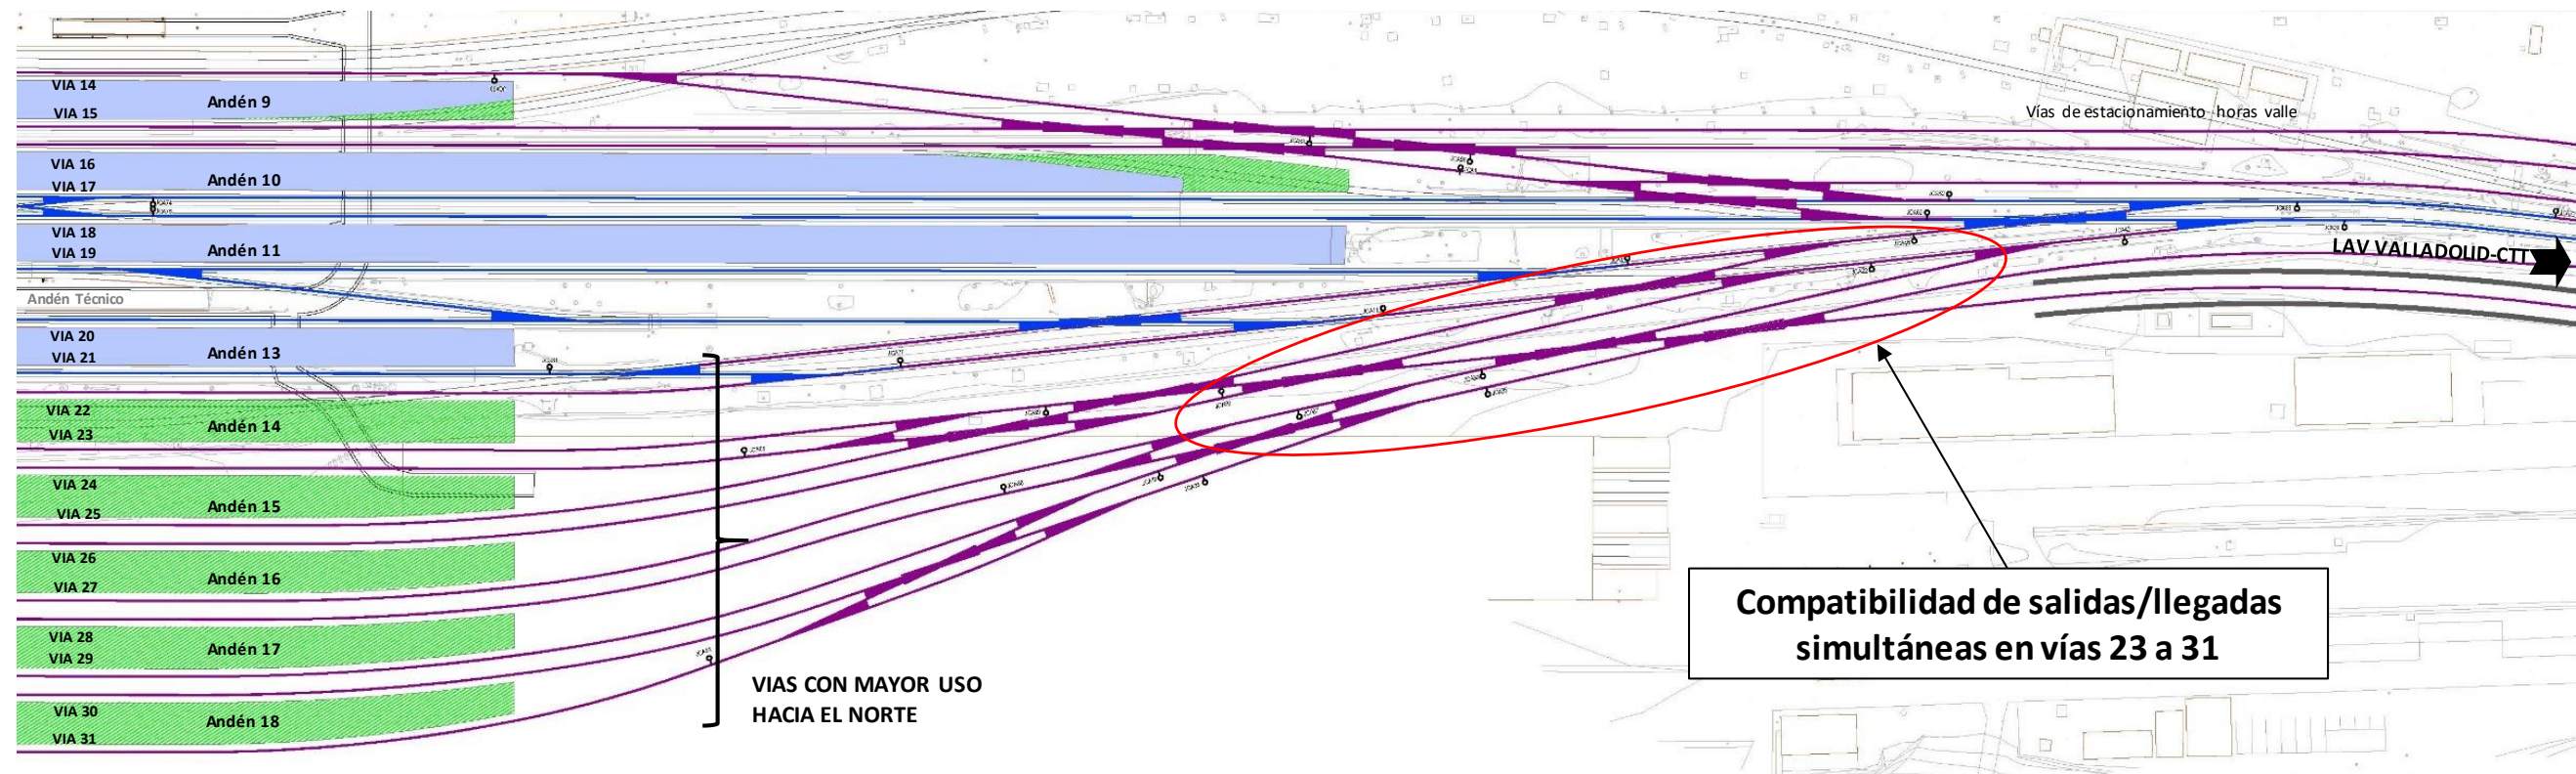 VIA 14
Andén 9
VIA 15
Vías de estacionamiento horas valle
VIA 16
Andén 10
VIA 17
VIA 18
Andén 11
VIA 19
LAV VALLADOLID-CTT
Andén Técnico
VIA 20
Andén 13
VIA 21
VIA 22
Andén 14
VIA 23
VIA 24
Andén 15
VIA 25
VIA 26
Andén 16
VIA 27
VIA 28
Andén 17
VIA 29
VIA 30
Andén 18
VIA 31
VIAS CON MAYOR USO
HACIA EL NORTE
Compatibilidad de salidas/llegadas
simultáneas en vías 23 a 31